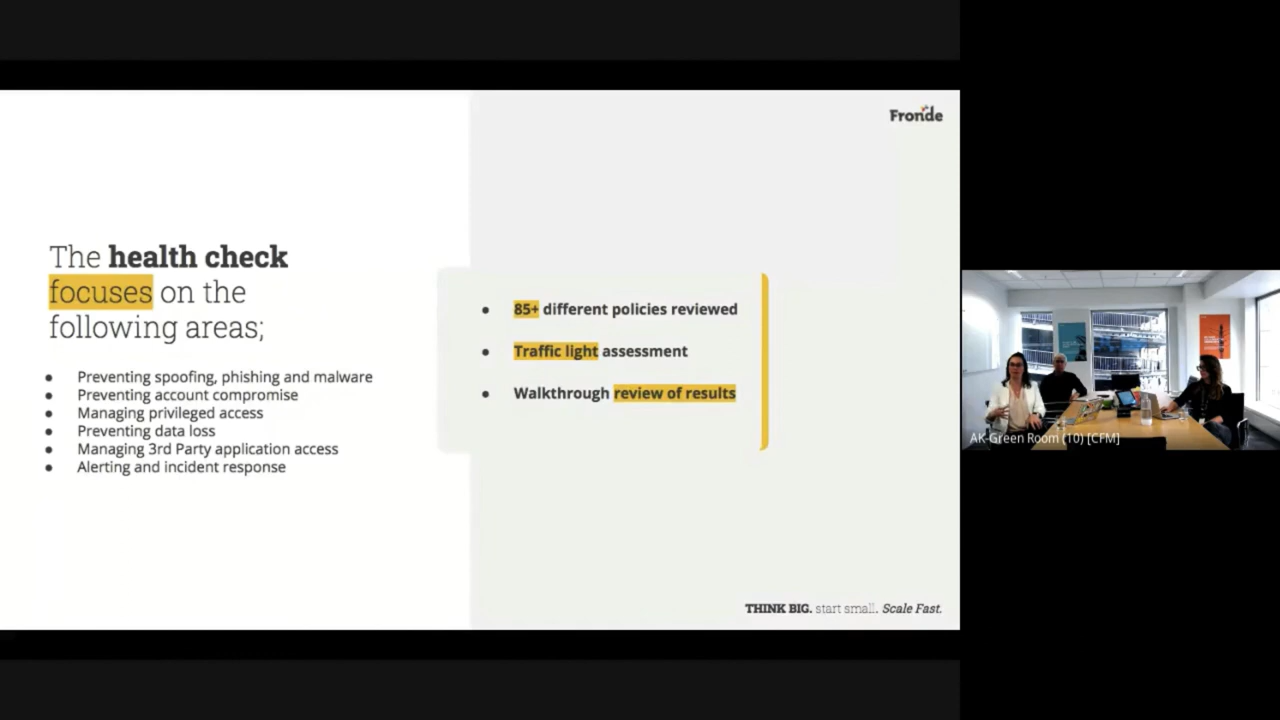 Fronde
The health check
focuses on the
following areas;
● Preventing spoofing, phishing and malware
● Preventing account compromise
● Managing privileged access
● Preventing data loss
● Managing 3rd Party application access
● Alerting and incident response
● 85+ different policies reviewed
● Traffic light assessment
● Walkthrough review of results
THINK BIG. start small. Scale Fast.
AK-Green Room (10) [CFM]